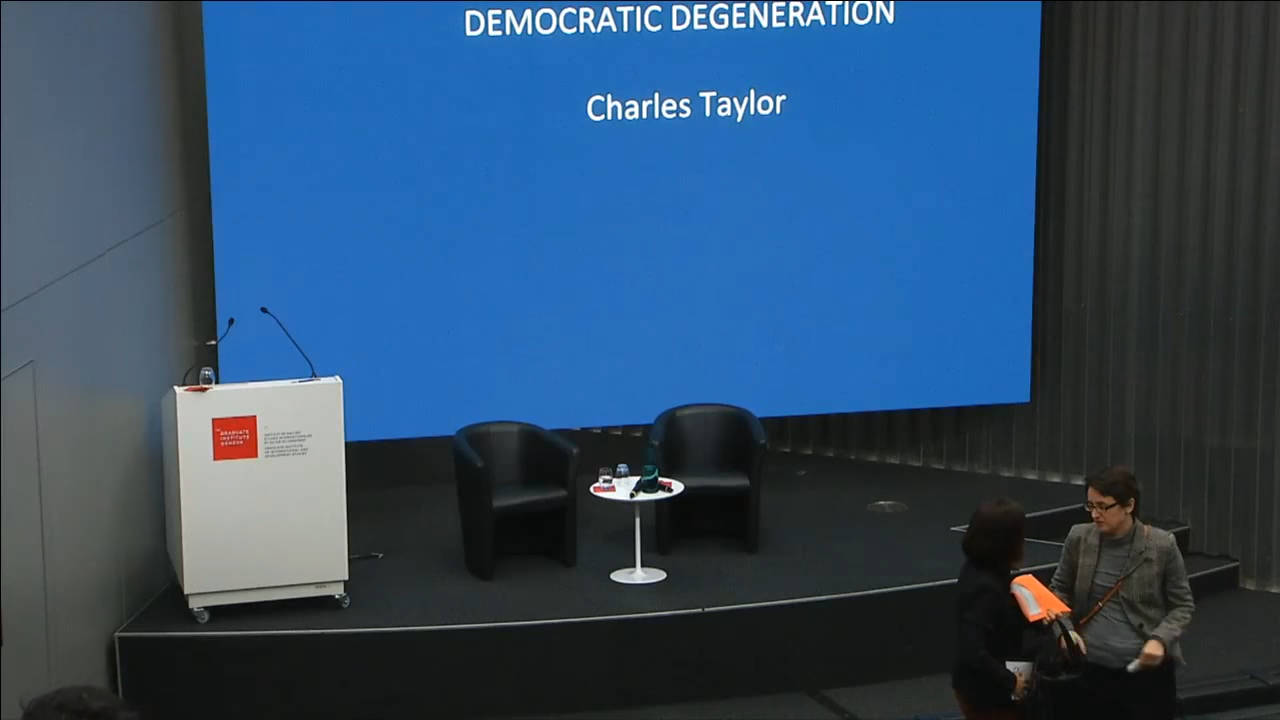 DEMOCRATIC DEGENERATION
Charles Taylor
THE
GRADUATE
INSTITUTE
GENEVA